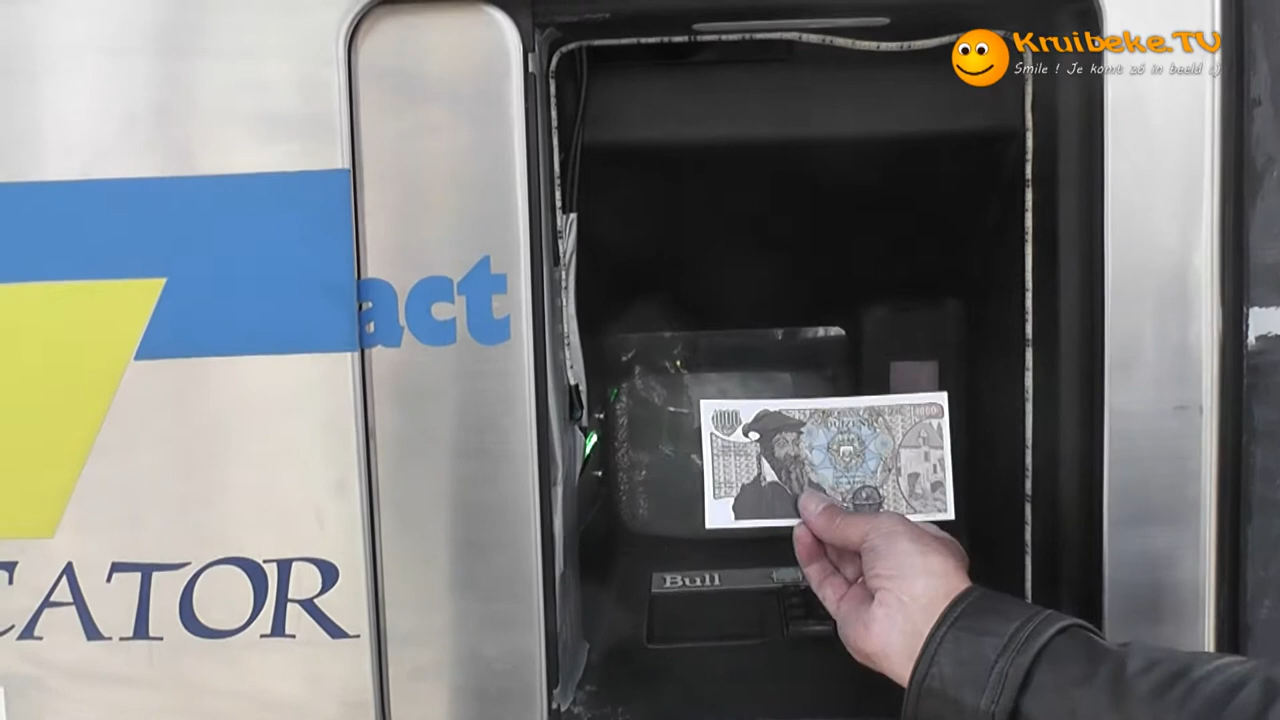 Kruibeke.TV
Smile ! Je komt zó in beeld ;)
act
CATOR
1000
1000
Bull